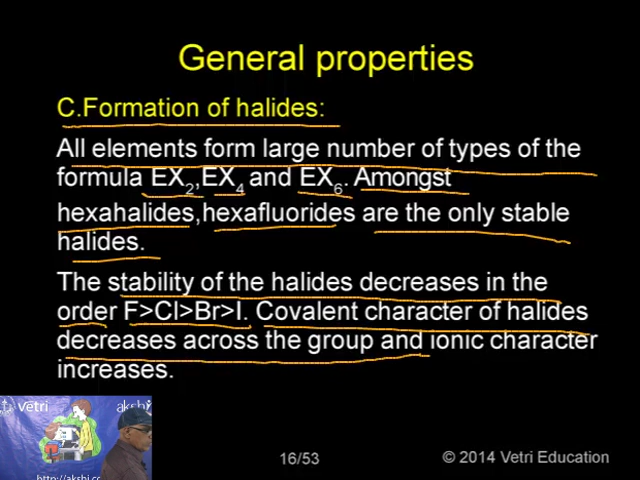 General properties
C.Formation of halides:
All elements form large number of types of the
formula EX2,EX4 and EX6. Amongst
hexahalides,hexafluorides are the only stable
halides.
The stability of the halides decreases in the
order F>Cl>Br>I. Covalent character of halides
decreases across the group and ionic character
increases.
vetri akshi
http://akshi.co
16/53
© 2014 Vetri Education